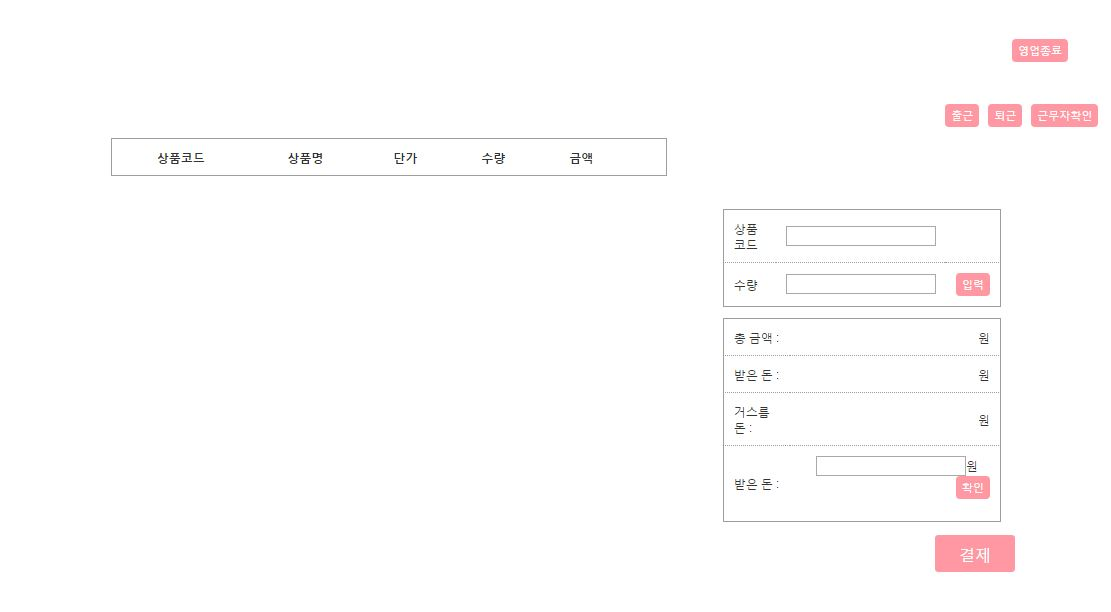 영업종료
출근 퇴근 근무자확인
상품코드 상품명 단가 수량 금액
상품
코드
수량 입력
총 금액 : 원
받은 돈 : 원
거스름
돈 : 원
받은 돈 : 원
확인
결제